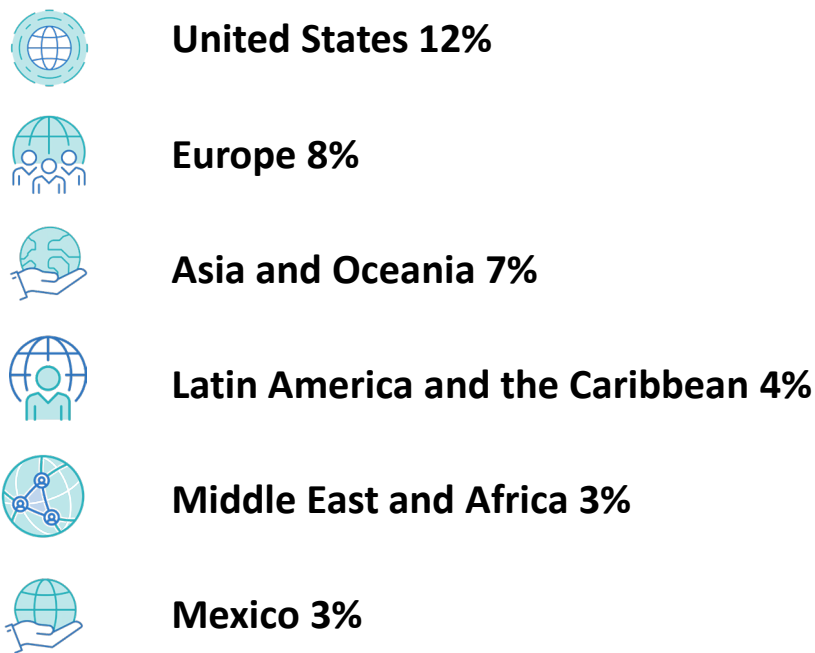 United States 12%
Europe 8%
Asia and Oceania 7%
Latin America and the Caribbean 4%
Middle East and Africa 3%
Mexico 3%